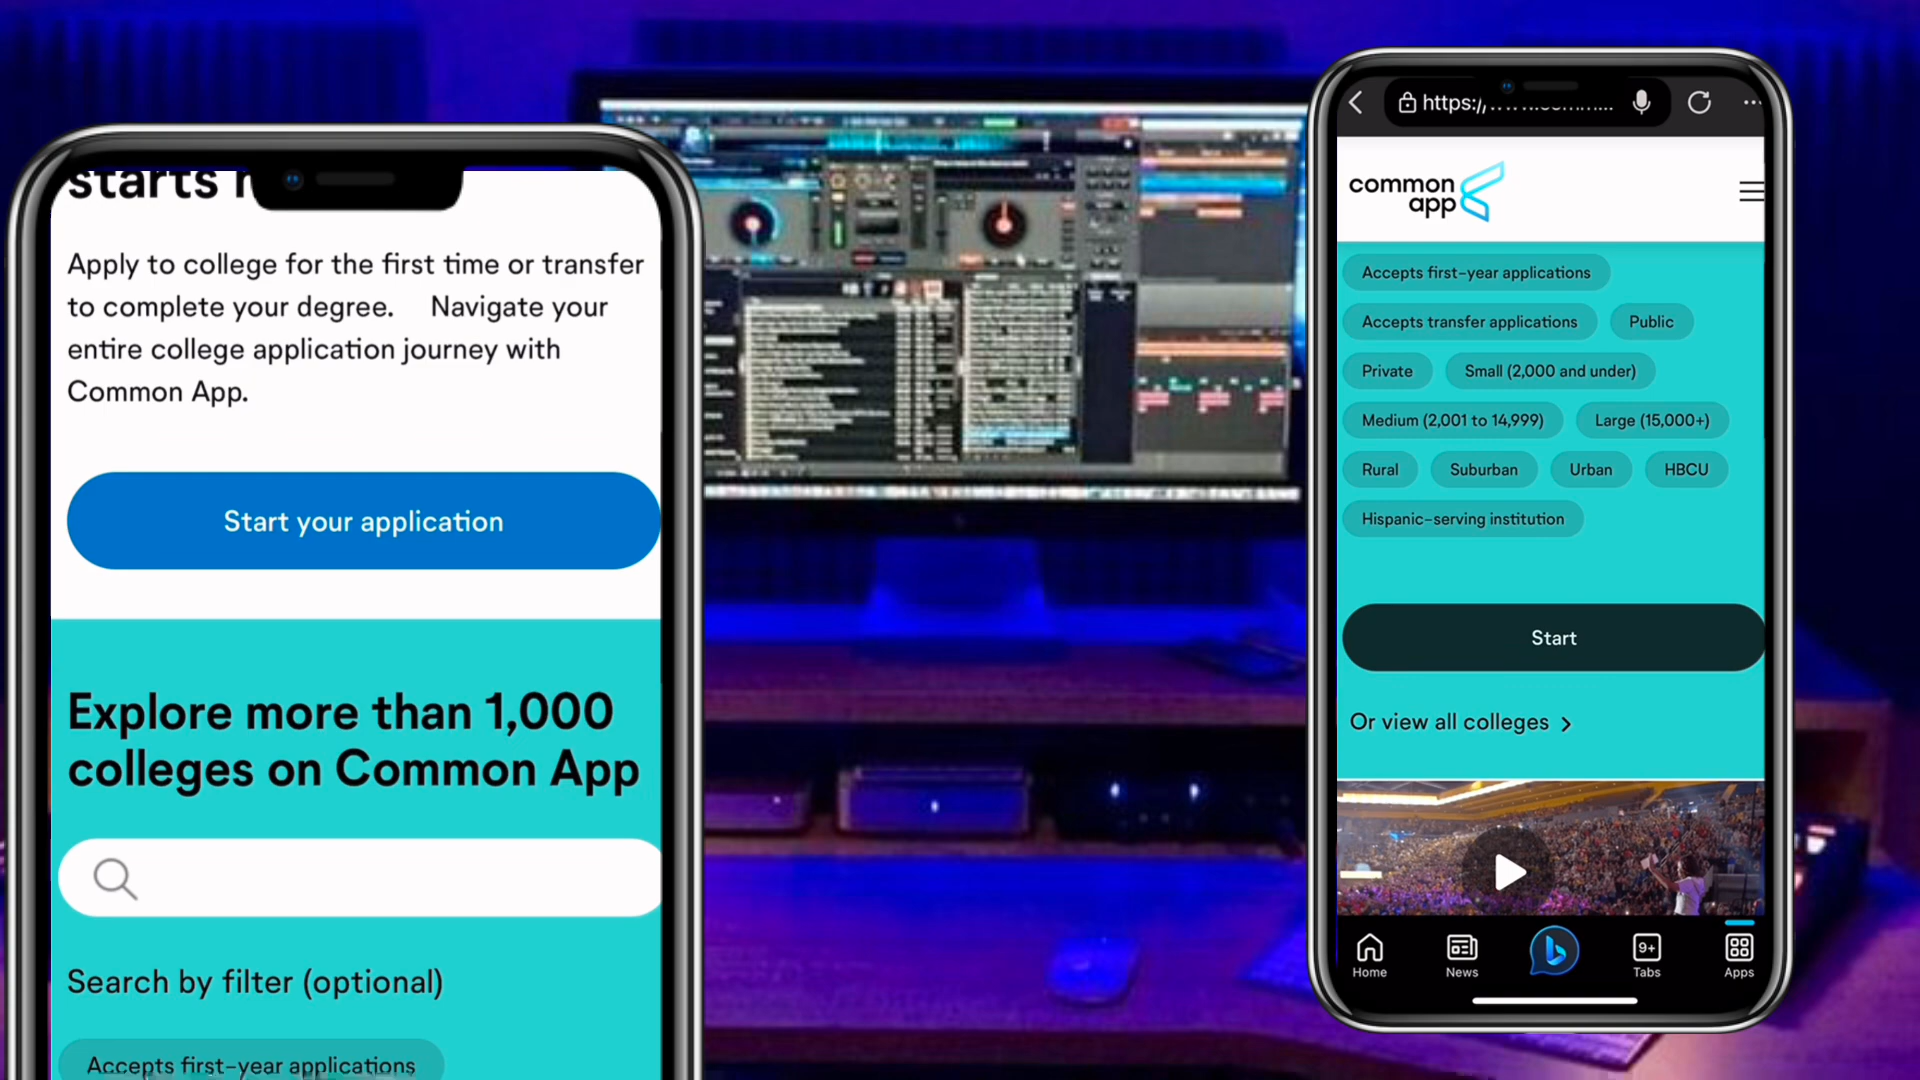 starts
Apply to college for the first time or transfer
to complete your degree. Navigate your
entire college application journey with
Common App.
Start your application
Explore more than 1,000
colleges on Common App
Search by filter (optional)
Accepts first-year applications
https://
common
app
Accepts first-year applications
Accepts transfer applications
Public
Private
Small (2,000 and under)
Medium (2,001 to 14,999)
Large (15,000+)
Rural
Suburban
Urban
HBCU
Hispanic-serving institution
Start
Or view all colleges
9+
Home
News
Tabs
Apps